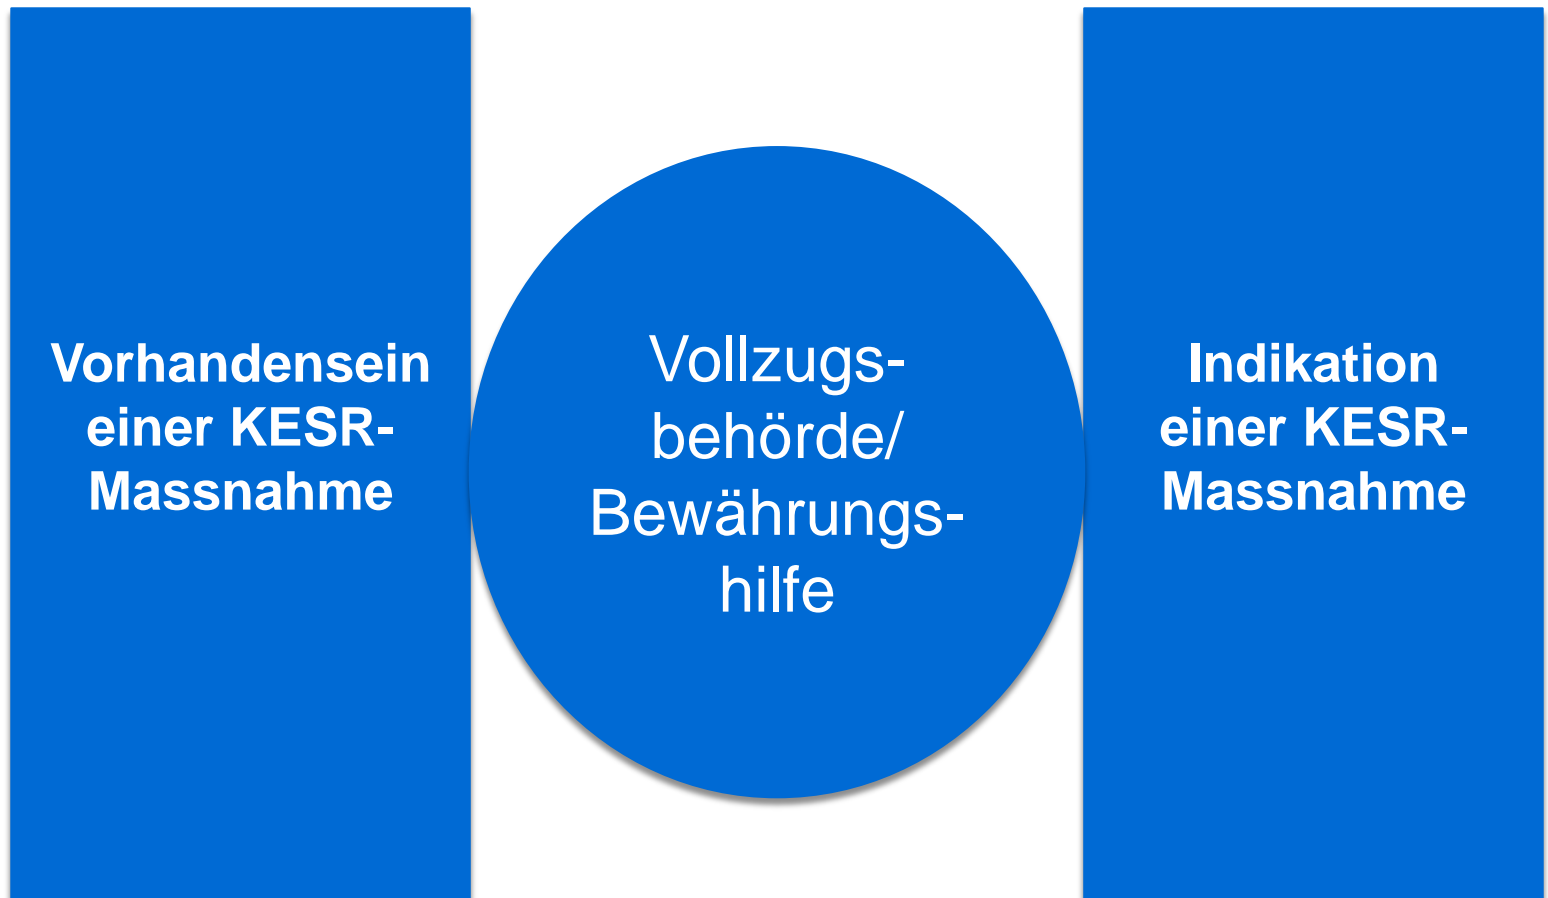 Vorhandensein
einer KESR-
Massnahme
Vollzugs-
behörde/
Bewährungs-
hilfe
Indikation
einer KESR-
Massnahme